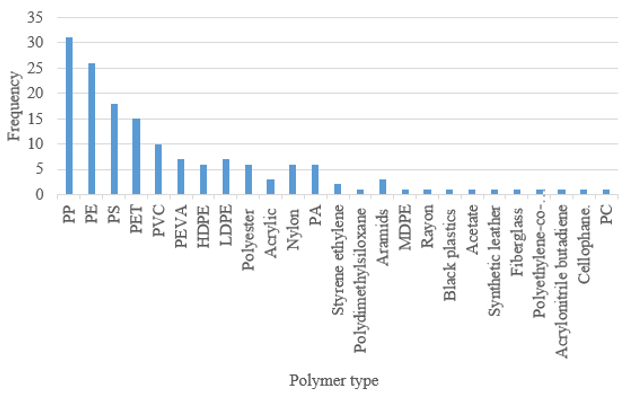 35
30
25
20
15
10
5
0
Frequency
PP
PE
PS
PET
PVC
PEVA
HDPE
LDPE
Polyester
Acrylic
Nylon
PA
Styrene ethylene
Polydimethylsiloxane
Aramids
MDPE
Rayon
Black plastics
Acetate
Synthetic leather
Fiberglass
Polyethylene-co-…
Acrylonitrile butadiene
Cellophane.
PC
Polymer type